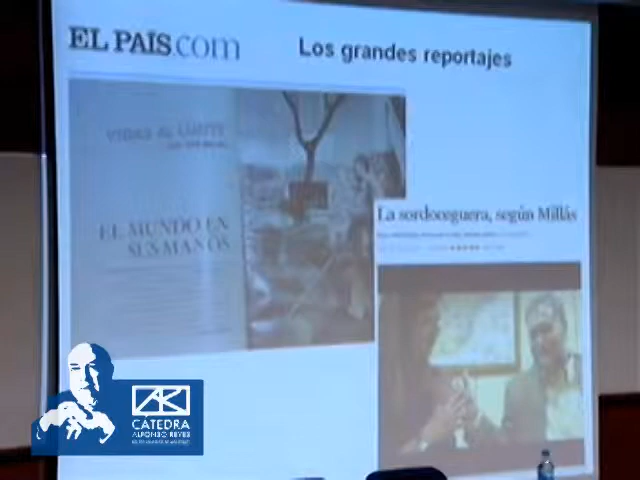 EL PAÍS.com
Los grandes reportajes
VIDAS AL LÍMITE
EL MUNDO EN
SUS MANOS
La sordoceguera, según Millás
CATEDRA
ALFONSO REYES